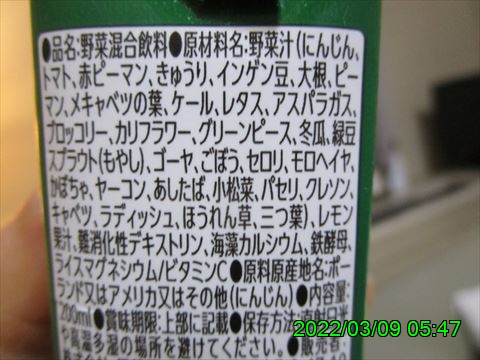 ●品名:野菜混合飲料●原材料名:野菜汁(にんじん、
トマト、赤ピーマン、きゅうり、インゲン豆、大根、ピー
マン、メキャベツの葉、ケール、レタス、アスパラガス、
ブロッコリー、カリフラワー、グリーンピース、冬瓜、緑豆
スプラウト(もやし)、ゴーヤ、ごぼう、セロリ、モロヘイヤ、
かぼちゃ、ヤーコン、あしたば、小松菜、パセリ、クレソン、
キャベツ、ラディッシュ、ほうれん草、三つ葉)、レモン
果汁、難消化性デキストリン、海藻カルシウム、鉄酵母、
ライスマグネシウム/ビタミンC●原料原産地名:ポー
ランド又はアメリカ又はその他(にんじん)●内容量:
200ml●賞味期限:上部に記載●保存方法:直射日光
高温多湿の場所を避けてください。●販売者:
2022/03/09 05:47